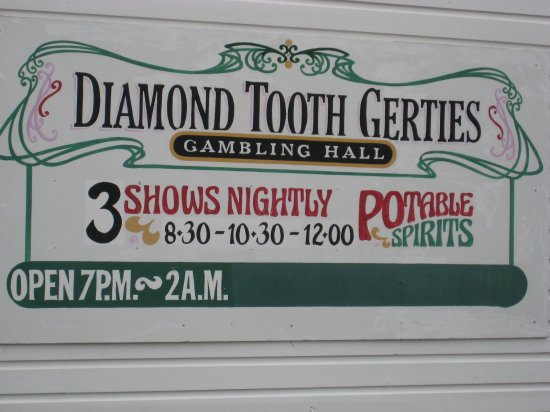 DIAMOND TOOTH GERTIES
GAMBLING HALL
3 SHOWS NIGHTLY
8·30-10·30-12:00
POTABLE
SPIRITS
OPEN 7P.M.~2A.M.